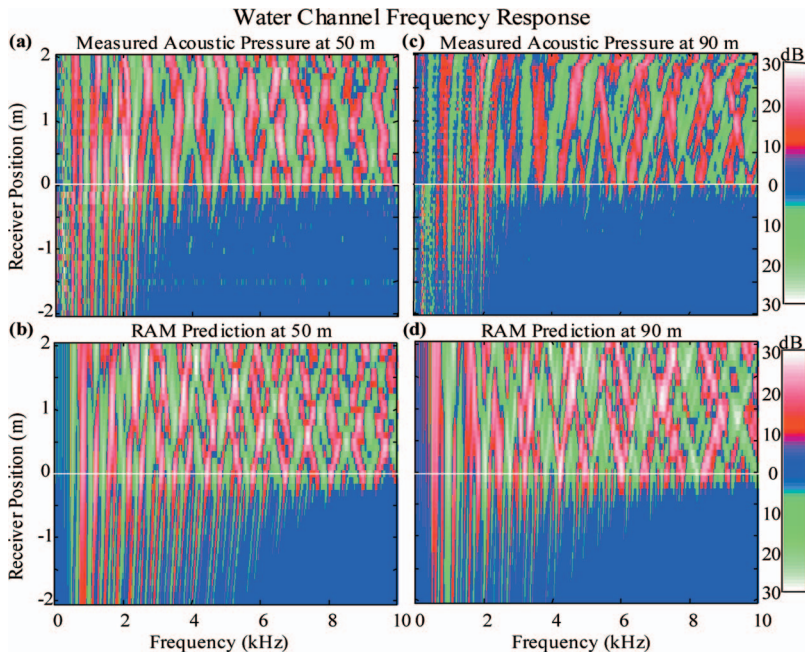 Water Channel Frequency Response
(a) Measured Acoustic Pressure at 50 m
(c) Measured Acoustic Pressure at 90 m
dB
Receiver Position (m)
2
1
0
-1
-2
30
20
10
0
10
20
30
(b) RAM Prediction at 50 m
(d) RAM Prediction at 90 m
dB
Receiver Position (m)
2
1
0
-1
-2
30
20
10
0
10
20
30
0 2 4 6 8 10
0 2 4 6 8 10
Frequency (kHz)
Frequency (kHz)